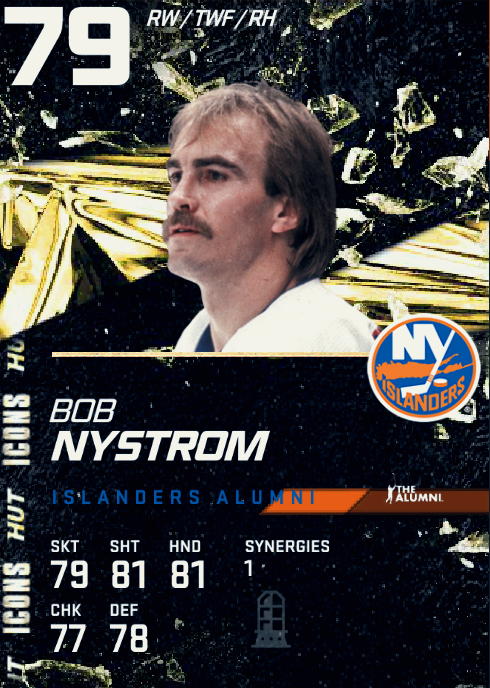 79
RW / TWF / RH
NY
ISLANDERS
BOB
NYSTROM
ISLANDERS ALUMNI
THE
ALUMNI
SKT SHT HND SYNERGIES
79 81 81 1
CHK DEF
77 78
HUT ICONS HUT ICONS